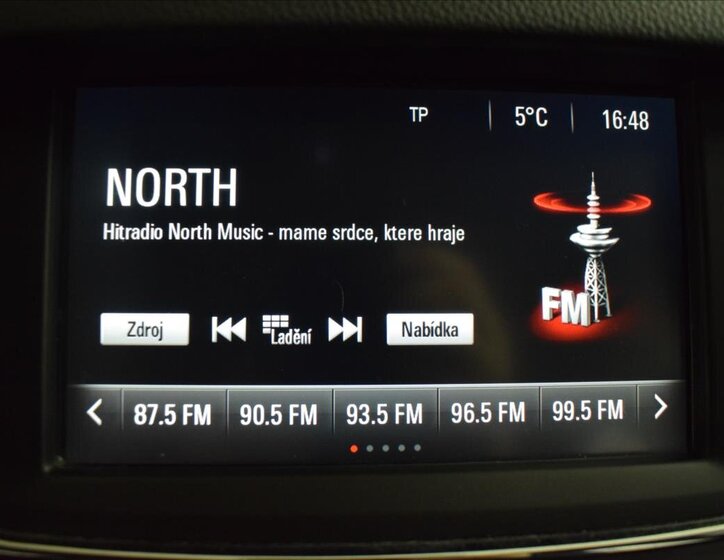 TP 5°C 16:48
NORTH
Hitradio North Music - mame srdce, ktere hraje
FM
Zdroj Ladění Nabídka
87.5 FM 90.5 FM 93.5 FM 96.5 FM 99.5 FM